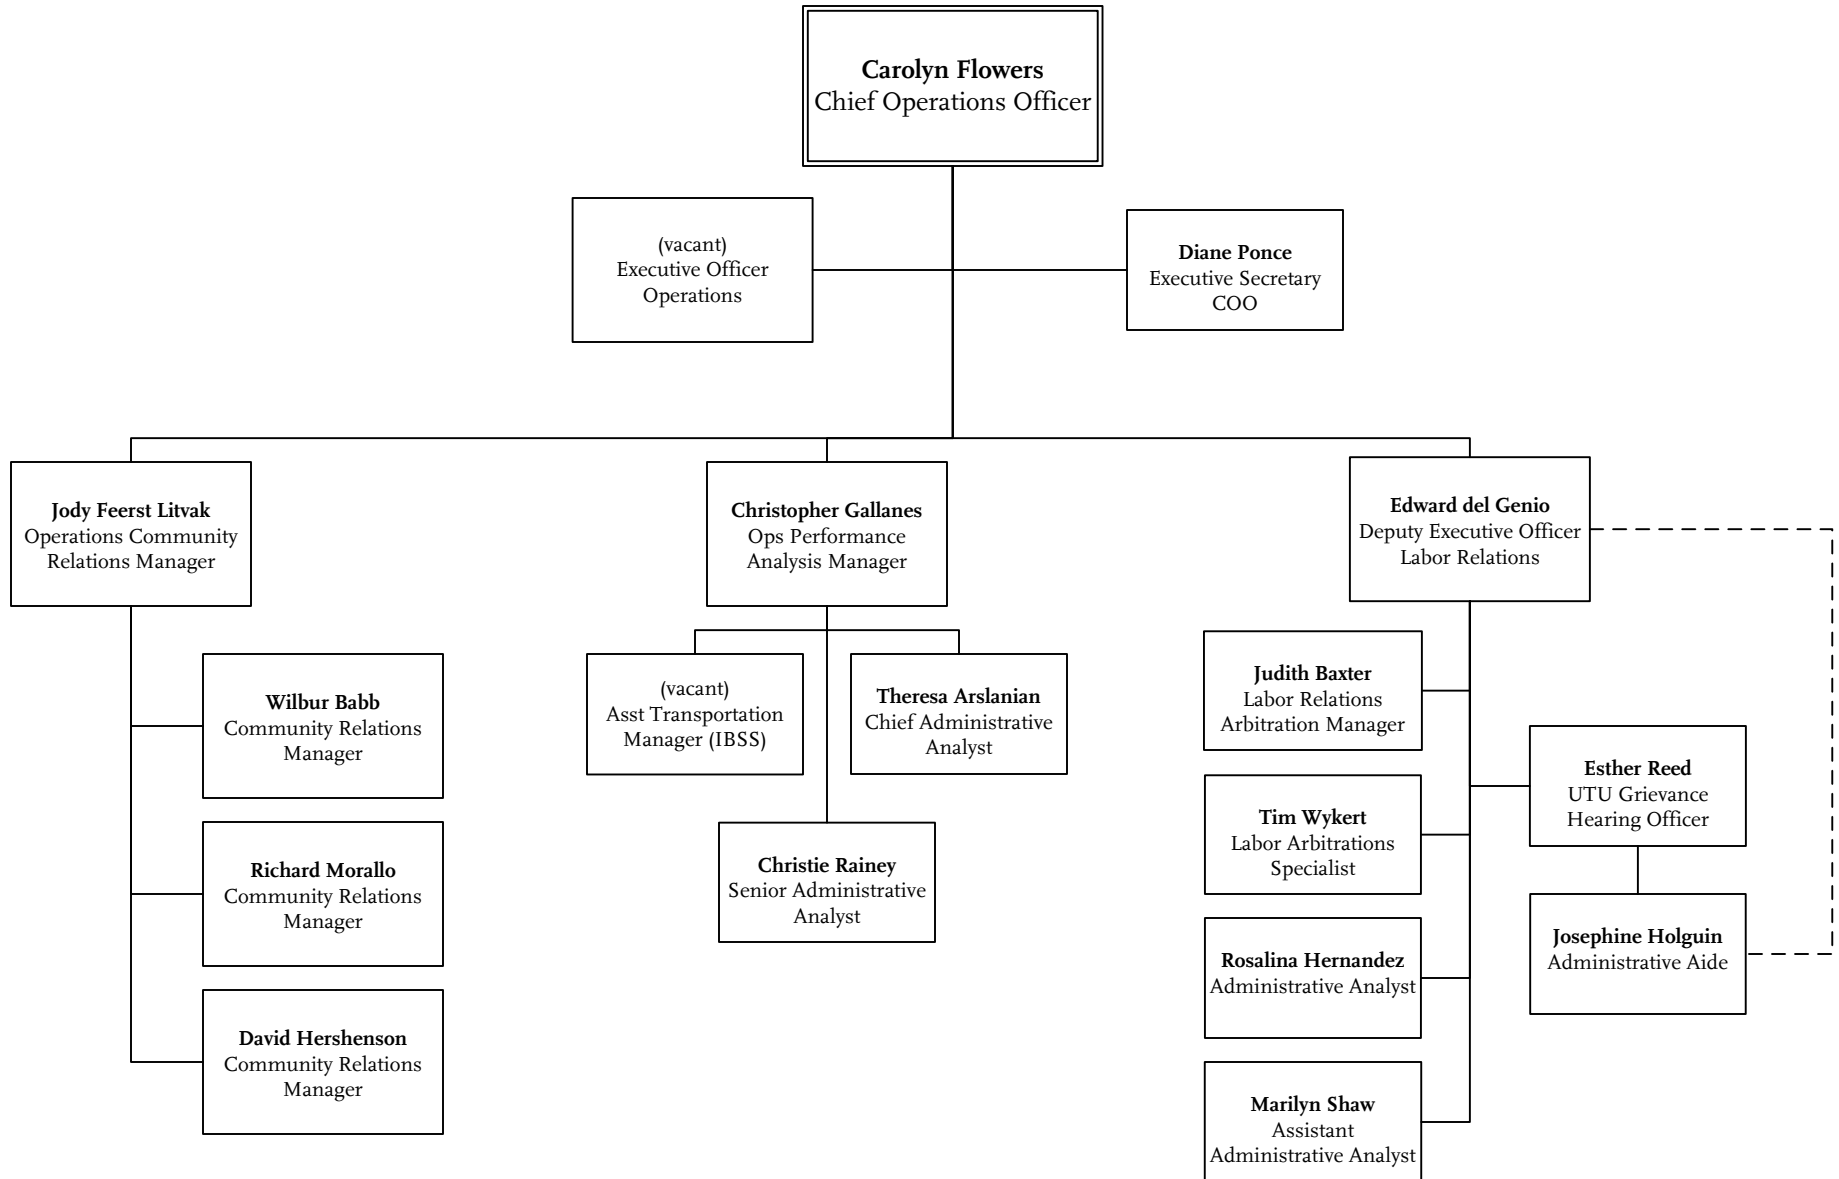 Carolyn Flowers
Chief Operations Officer
(vacant)
Executive Officer
Operations
Diane Ponce
Executive Secretary
COO
Jody Feerst Litvak
Operations Community
Relations Manager
Christopher Gallanes
Ops Performance
Analysis Manager
Edward del Genio
Deputy Executive Officer
Labor Relations
Wilbur Babb
Community Relations
Manager
Richard Morallo
Community Relations
Manager
David Hershenson
Community Relations
Manager
(vacant)
Asst Transportation
Manager (IBSS)
Theresa Arslanian
Chief Administrative
Analyst
Christie Rainey
Senior Administrative
Analyst
Judith Baxter
Labor Relations
Arbitration Manager
Tim Wykert
Labor Arbitrations
Specialist
Rosalina Hernandez
Administrative Analyst
Marilyn Shaw
Assistant
Administrative Analyst
Esther Reed
UTU Grievance
Hearing Officer
Josephine Holguin
Administrative Aide